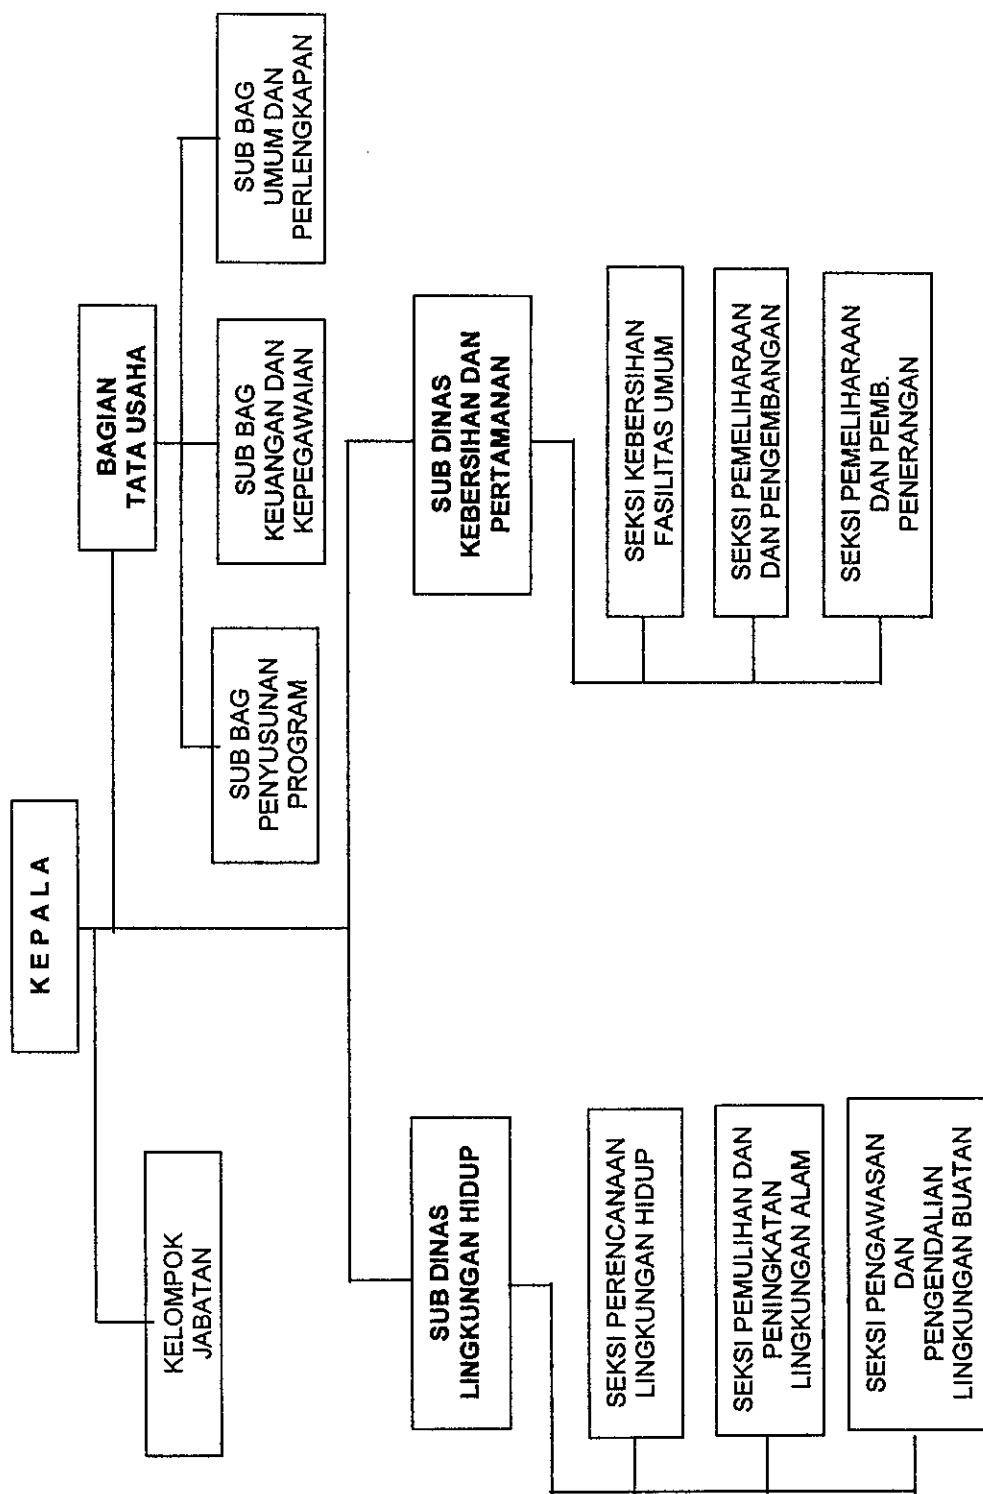 K E P A L A
KELOMPOK
JABATAN
BAGIAN
TATA USAHA
SUB BAG
PENYUSUNAN
PROGRAM
SUB BAG
KEUANGAN DAN
KEPEGAWAIAN
SUB BAG
UMUM DAN
PERLENGKAPAN
SUB DINAS
LINGKUNGAN HIDUP
SEKSI PERENCANAAN
LINGKUNGAN HIDUP
SEKSI PEMULIHAN DAN
PENINGKATAN
LINGKUNGAN ALAM
SEKSI PENGAWASAN
DAN
PENGENDALIAN
LINGKUNGAN BUATAN
SUB DINAS
KEBERSIHAN DAN
PERTAMANAN
SEKSI KEBERSIHAN
FASILITAS UMUM
SEKSI PEMELIHARAAN
DAN PENGEMBANGAN
SEKSI PEMELIHARAAN
DAN PEMB.
PENERANGAN